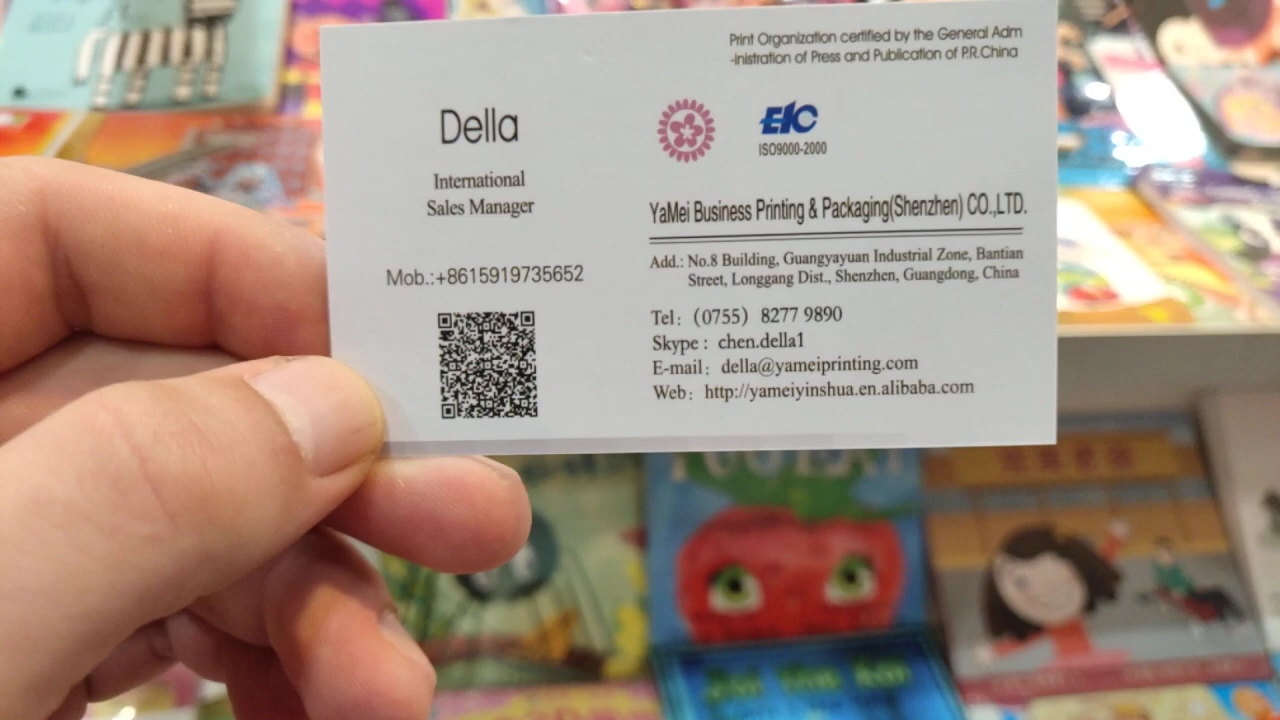 Print Organization certified by the General Adm
-inistration of Press and Publication of P.R.China
Della
International
Sales Manager
Mob.:+8615919735652
EIC
ISO9000-2000
YaMei Business Printing & Packaging(Shenzhen) CO.,LTD.
Add.: No.8 Building, Guangyayuan Industrial Zone, Bantian
Street, Longgang Dist., Shenzhen, Guangdong, China
Tel: (0755) 8277 9890
Skype: chen.della1
E-mail: della@yameiprinting.com
Web: http://yameiyinshua.en.alibaba.com